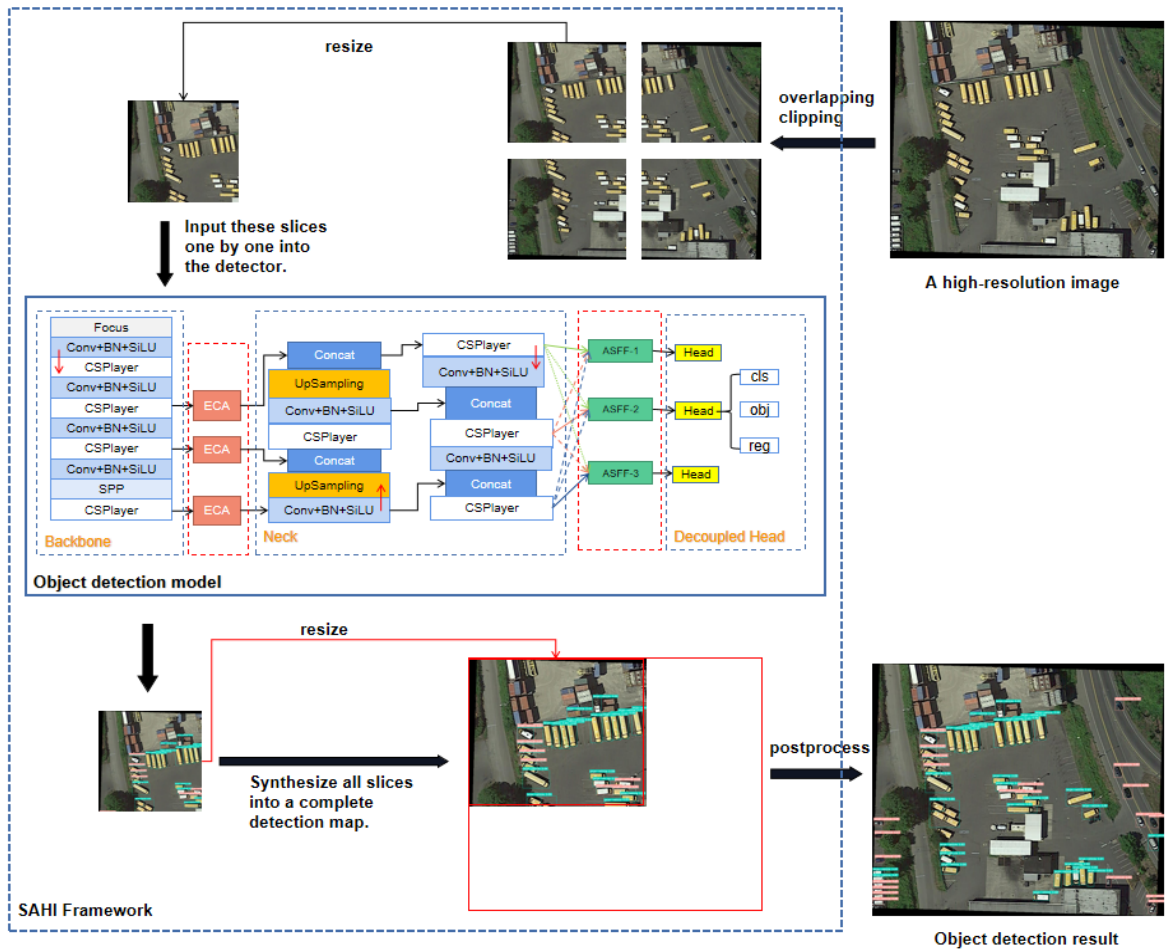 resize
overlapping
clipping
A high-resolution image
Input these slices
one by one into
the detector.
Focus
Conv+BN+SiLU
CSPlayer
Conv+BN+SiLU
CSPlayer
Conv+BN+SiLU
CSPlayer
Conv+BN+SiLU
SPP
CSPlayer
Backbone
ECA
ECA
ECA
Concat
UpSampling
Conv+BN+SiLU
CSPlayer
Concat
UpSampling
Conv+BN+SiLU
Neck
CSPlayer
Conv+BN+SiLU
Concat
CSPlayer
Conv+BN+SiLU
Concat
CSPlayer
ASFF-1
ASFF-2
ASFF-3
Head
Head
Head
cls
obj
reg
Decoupled Head
Object detection model
resize
Synthesize all slices
into a complete
detection map.
postprocess
SAHI Framework
Object detection result